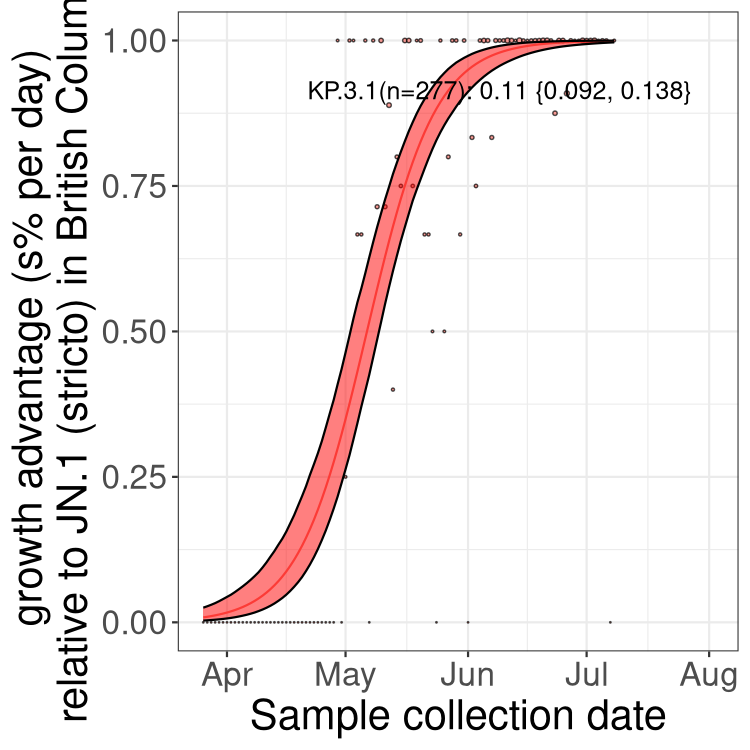 growth advantage (s% per day)
relative to JN.1 (stricto) in British Colum
1.00
0.75
0.50
0.25
0.00
KP.3.1(n=277): 0.11 {0.092, 0.138}
Apr May Jun Jul Aug
Sample collection date